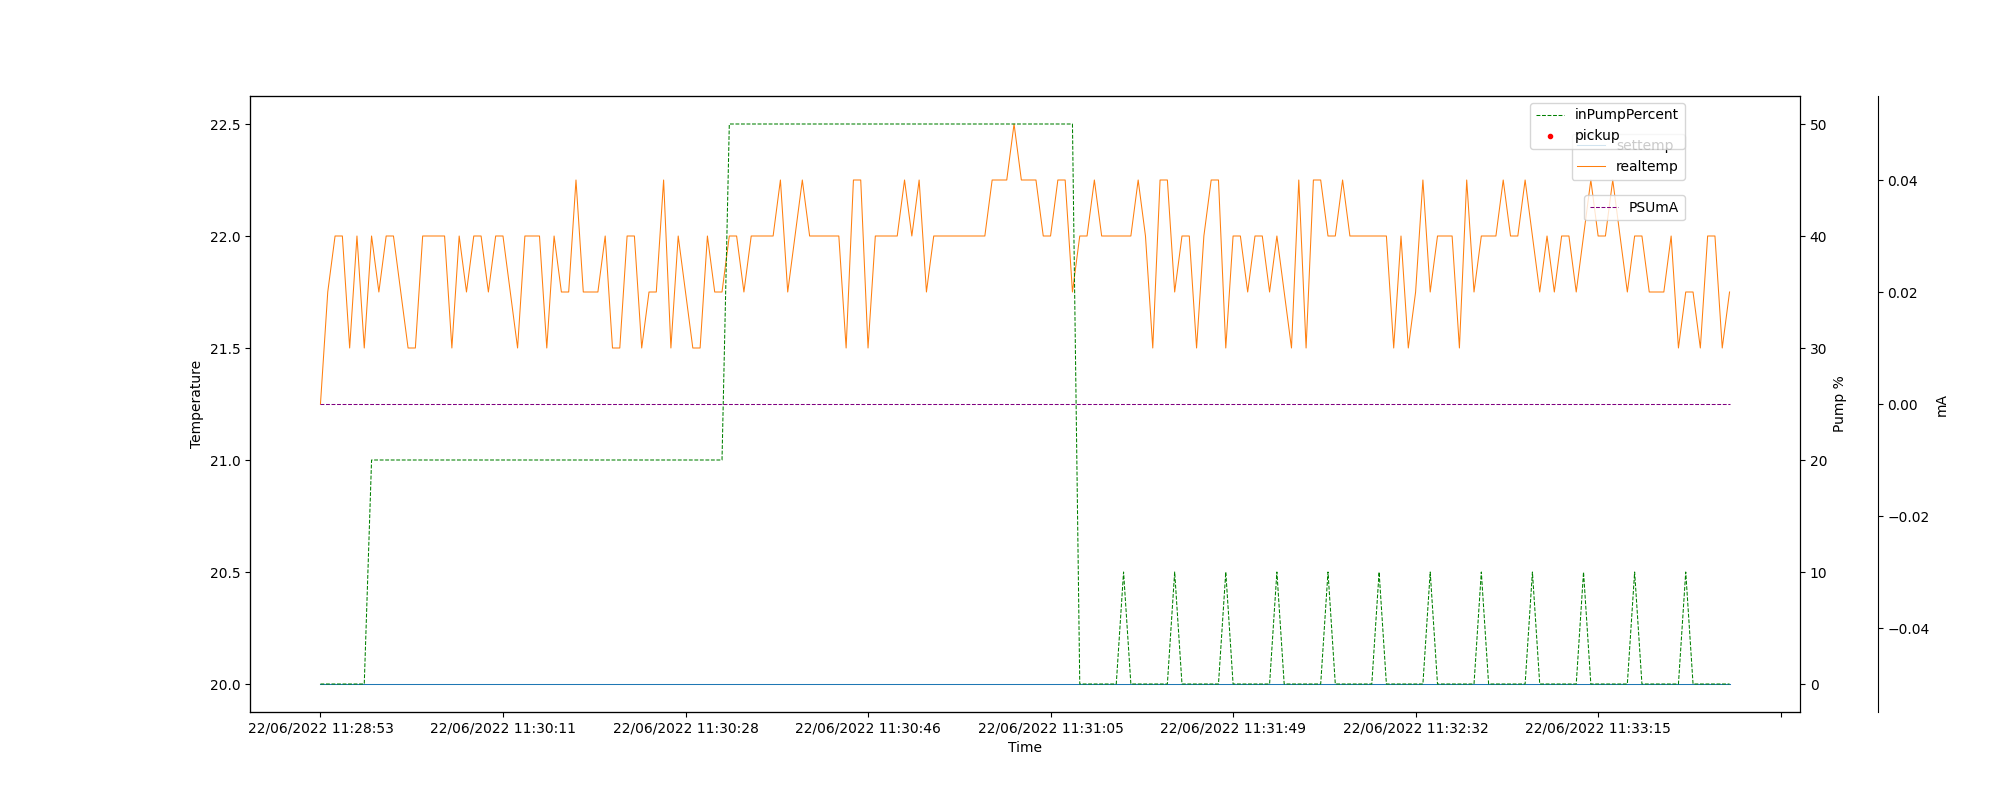 inPumpPercent
pickup
settemp
realtemp
PSUmA
22.5
22.0
21.5
21.0
20.5
20.0
Temperature
50
40
30
20
10
0
Pump %
0.04
0.02
0.00
−0.02
−0.04
mA
22/06/2022 11:28:53
22/06/2022 11:30:11
22/06/2022 11:30:28
22/06/2022 11:30:46
22/06/2022 11:31:05
22/06/2022 11:31:49
22/06/2022 11:32:32
22/06/2022 11:33:15
Time